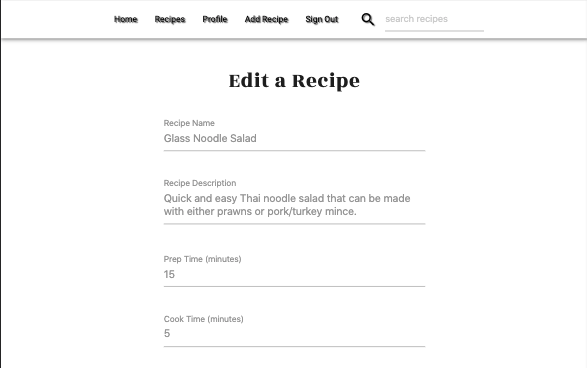 Home Recipes Profile Add Recipe Sign Out search recipes
Edit a Recipe
Recipe Name
Glass Noodle Salad
Recipe Description
Quick and easy Thai noodle salad that can be made
with either prawns or pork/turkey mince.
Prep Time (minutes)
15
Cook Time (minutes)
5